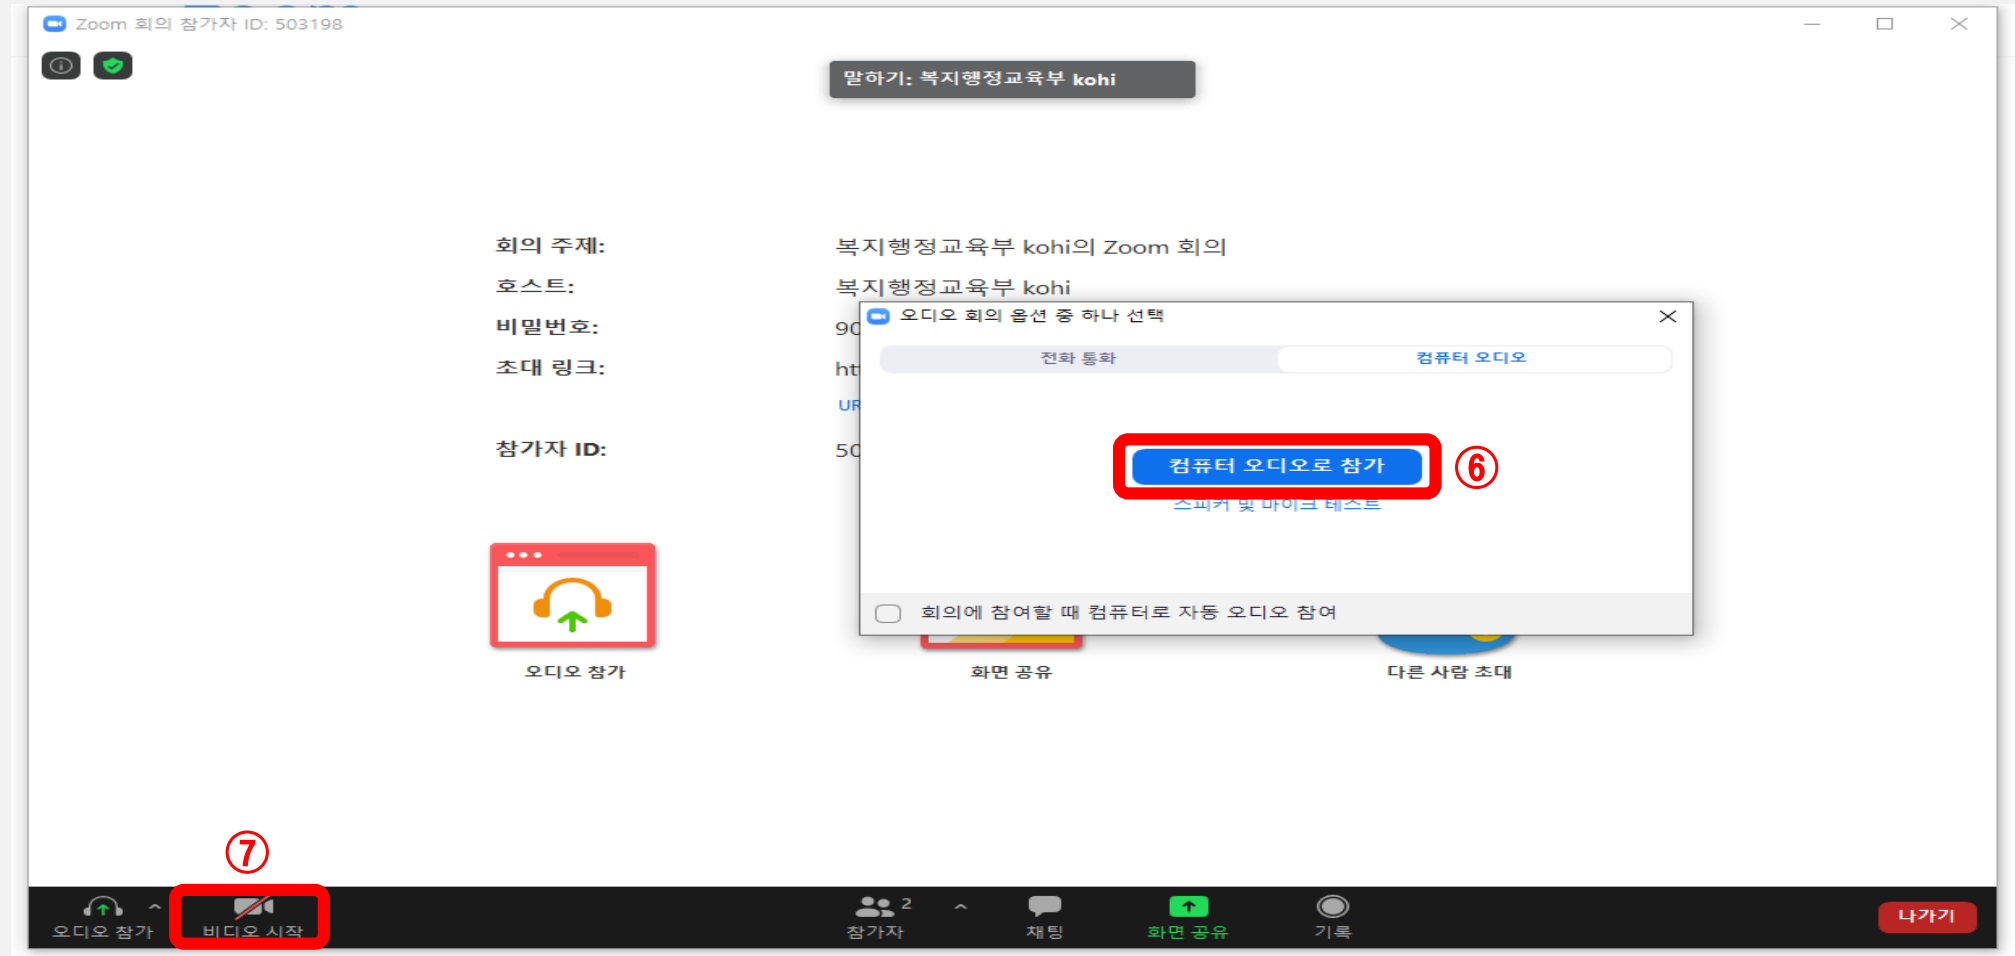 Zoom 회의 참가자 ID: 503198
말하기: 복지행정교육부 kohi
회의 주제: 복지행정교육부 kohi의 Zoom 회의
호스트: 복지행정교육부 kohi
비밀번호: 90
초대 링크: ht
UR
참가자 ID: 50
오디오 회의 옵션 중 하나 선택
전화 통화 컴퓨터 오디오
컴퓨터 오디오로 참가 ⑥
스피커 및 마이크 테스트
회의에 참여할 때 컴퓨터로 자동 오디오 참여
오디오 참가 화면 공유 다른 사람 초대
⑦
오디오 참가 비디오 시작 참가자 2 채팅 화면 공유 기록 나가기